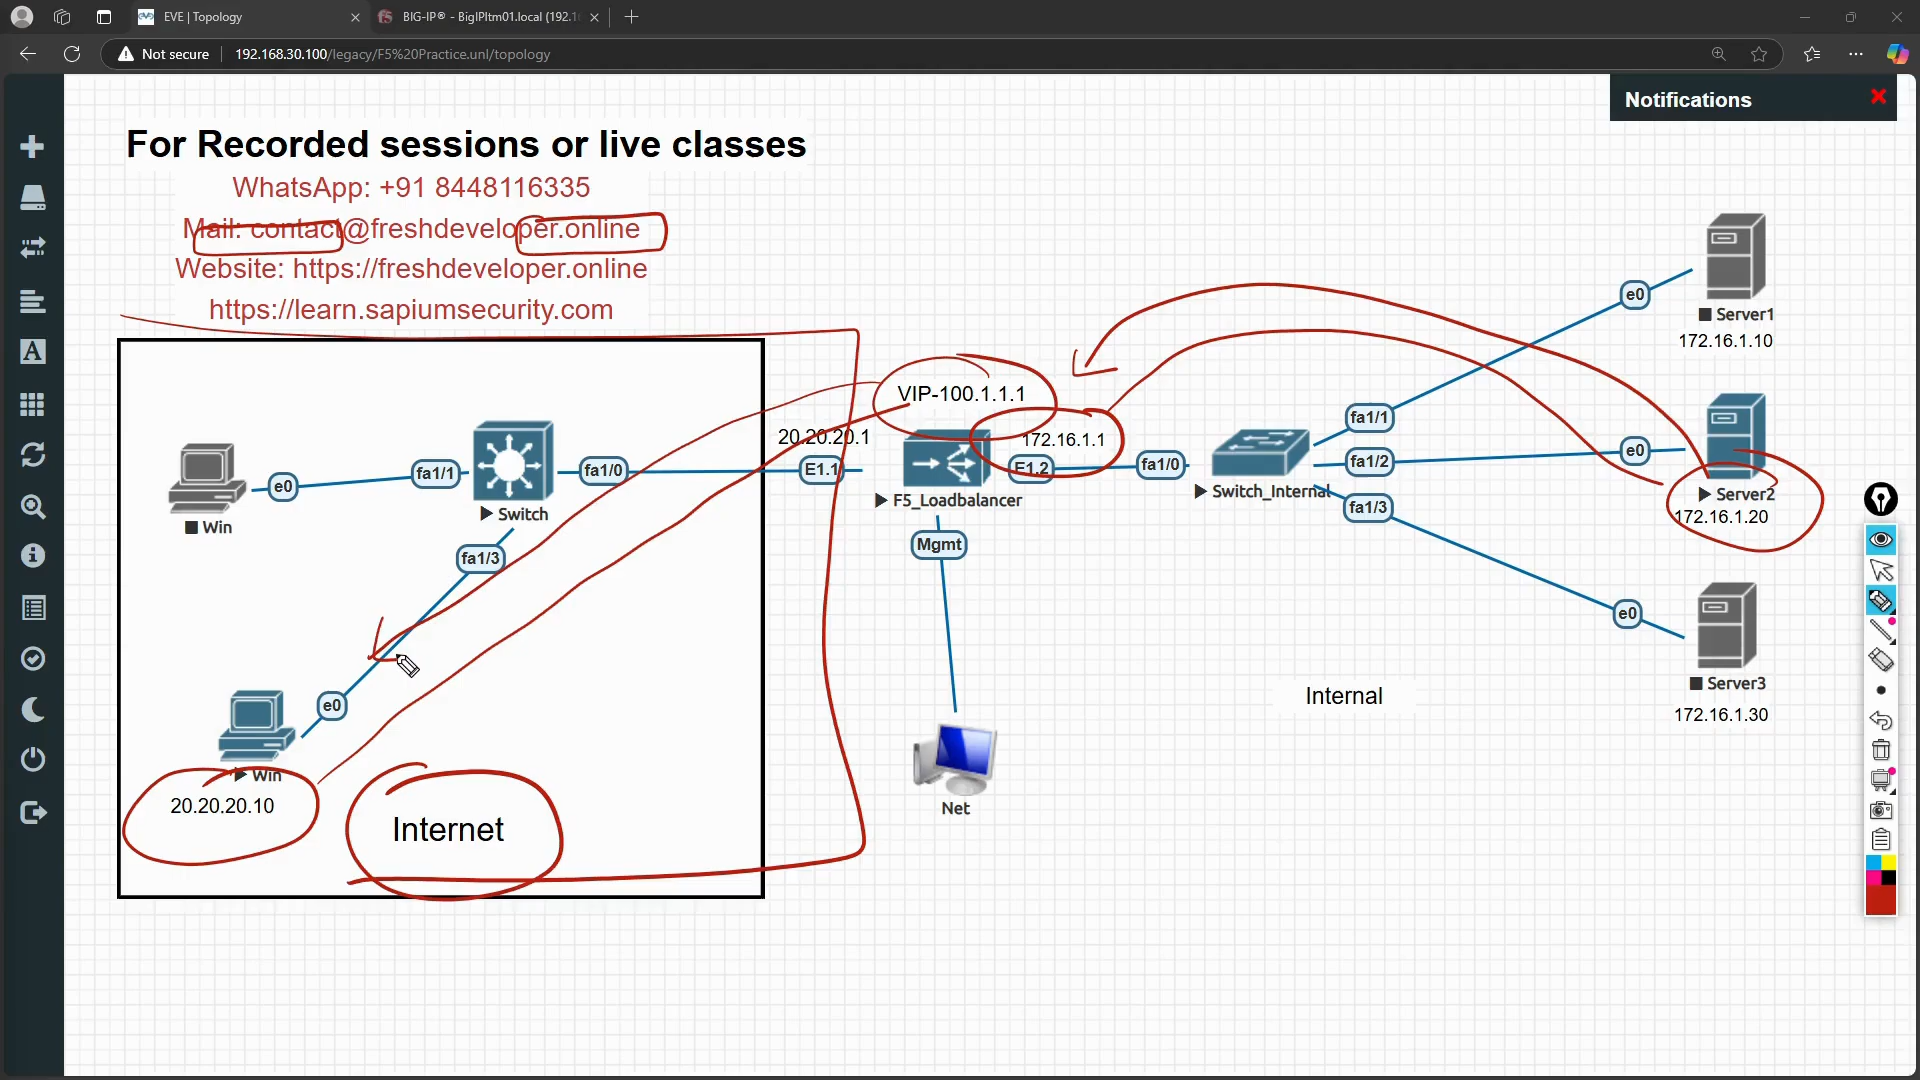 EVE | Topology
BIG-IP® - BigIPltm01.local (192.1
Not secure
192.168.30.100/legacy/F5%20Practice.unl/topology
Notifications
For Recorded sessions or live classes
WhatsApp: +91 8448116335
Mail: contact@freshdeveloper.online
Website: https://freshdeveloper.online
https://learn.sapiumsecurity.com
e0
Server1
172.16.1.10
VIP-100.1.1.1
20.20.20.1
172.16.1.1
fa1/1
Win
e0
fa1/1
Switch
fa1/0
E1.1
F5_Loadbalancer
E1.2
fa1/0
Switch_Internal
fa1/2
e0
Server2
172.16.1.20
fa1/3
fa1/3
Mgmt
e0
Server3
172.16.1.30
Internal
e0
Win
20.20.20.10
Internet
Net